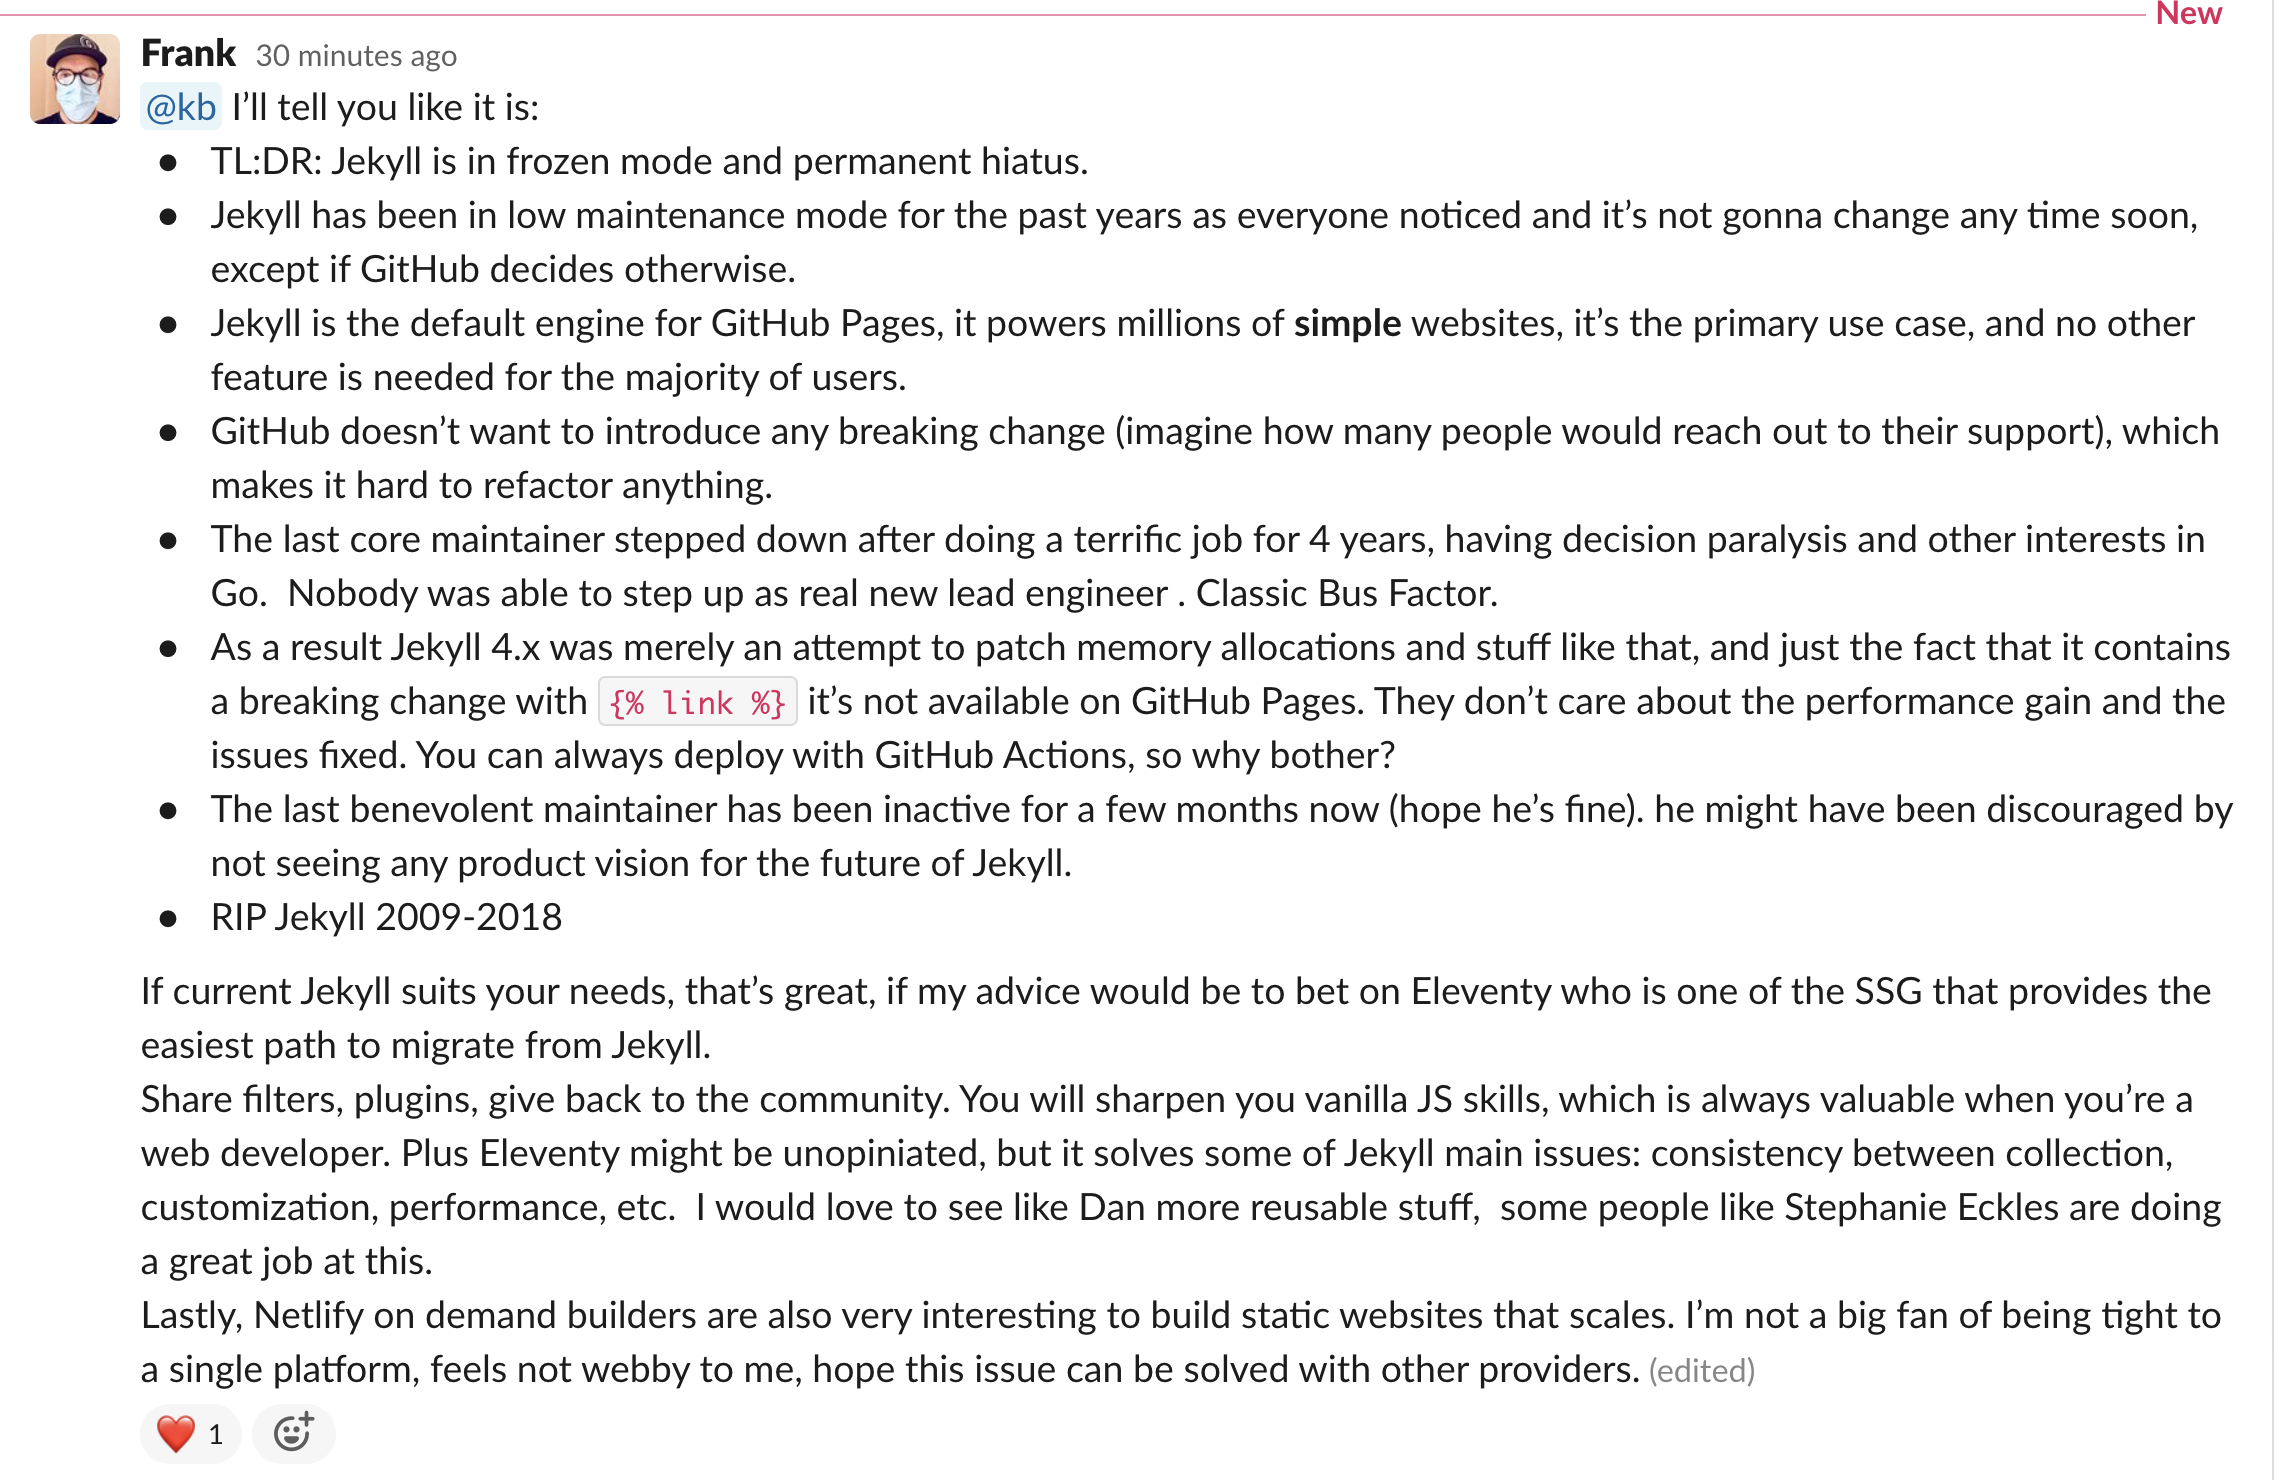 New
Frank 30 minutes ago
@kb I’ll tell you like it is:
● TL:DR: Jekyll is in frozen mode and permanent hiatus.
● Jekyll has been in low maintenance mode for the past years as everyone noticed and it’s not gonna change any time soon,
except if GitHub decides otherwise.
● Jekyll is the default engine for GitHub Pages, it powers millions of simple websites, it’s the primary use case, and no other
feature is needed for the majority of users.
● GitHub doesn’t want to introduce any breaking change (imagine how many people would reach out to their support), which
makes it hard to refactor anything.
● The last core maintainer stepped down after doing a terrific job for 4 years, having decision paralysis and other interests in
Go.  Nobody was able to step up as real new lead engineer . Classic Bus Factor.
● As a result Jekyll 4.x was merely an attempt to patch memory allocations and stuff like that, and just the fact that it contains
a breaking change with {% link %} it’s not available on GitHub Pages. They don’t care about the performance gain and the
issues fixed. You can always deploy with GitHub Actions, so why bother?
● The last benevolent maintainer has been inactive for a few months now (hope he’s fine). he might have been discouraged by
not seeing any product vision for the future of Jekyll.
● RIP Jekyll 2009-2018
If current Jekyll suits your needs, that’s great, if my advice would be to bet on Eleventy who is one of the SSG that provides the
easiest path to migrate from Jekyll.
Share filters, plugins, give back to the community. You will sharpen you vanilla JS skills, which is always valuable when you’re a
web developer. Plus Eleventy might be unopiniated, but it solves some of Jekyll main issues: consistency between collection,
customization, performance, etc.  I would love to see like Dan more reusable stuff,  some people like Stephanie Eckles are doing
a great job at this.
Lastly, Netlify on demand builders are also very interesting to build static websites that scales. I’m not a big fan of being tight to
a single platform, feels not webby to me, hope this issue can be solved with other providers. (edited)
1